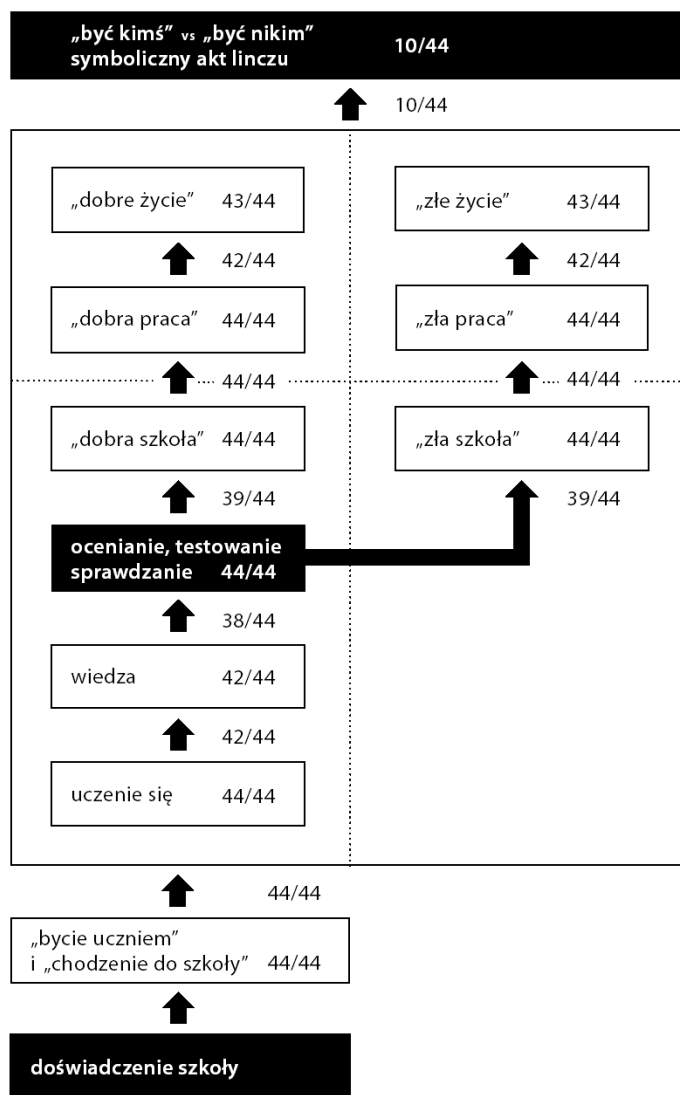 „być kimś” vs „być nikim”
symboliczny akt linczu 10/44
10/44
„dobre życie” 43/44
„złe życie” 43/44
42/44
42/44
„dobra praca” 44/44
„zła praca” 44/44
44/44
44/44
„dobra szkoła” 44/44
„zła szkoła” 44/44
39/44
39/44
ocenianie, testowanie
sprawdzanie 44/44
38/44
wiedza 42/44
42/44
uczenie się 44/44
44/44
„bycie uczniem”
i „chodzenie do szkoły” 44/44
doświadczenie szkoły